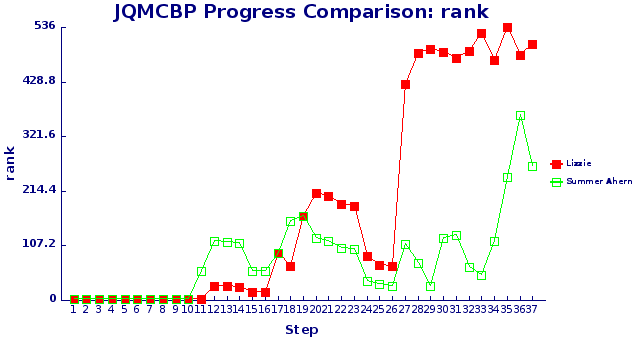 JQMCBP Progress Comparison: rank
536
428.8
321.6
214.4
107.2
0
rank
1 2 3 4 5 6 7 8 9 10 11 12 13 14 15 16 17 18 19 20 21 22 23 24 25 26 27 28 29 30 31 32 33 34 35 36 37
Step
Lizzie
Summer Ahern